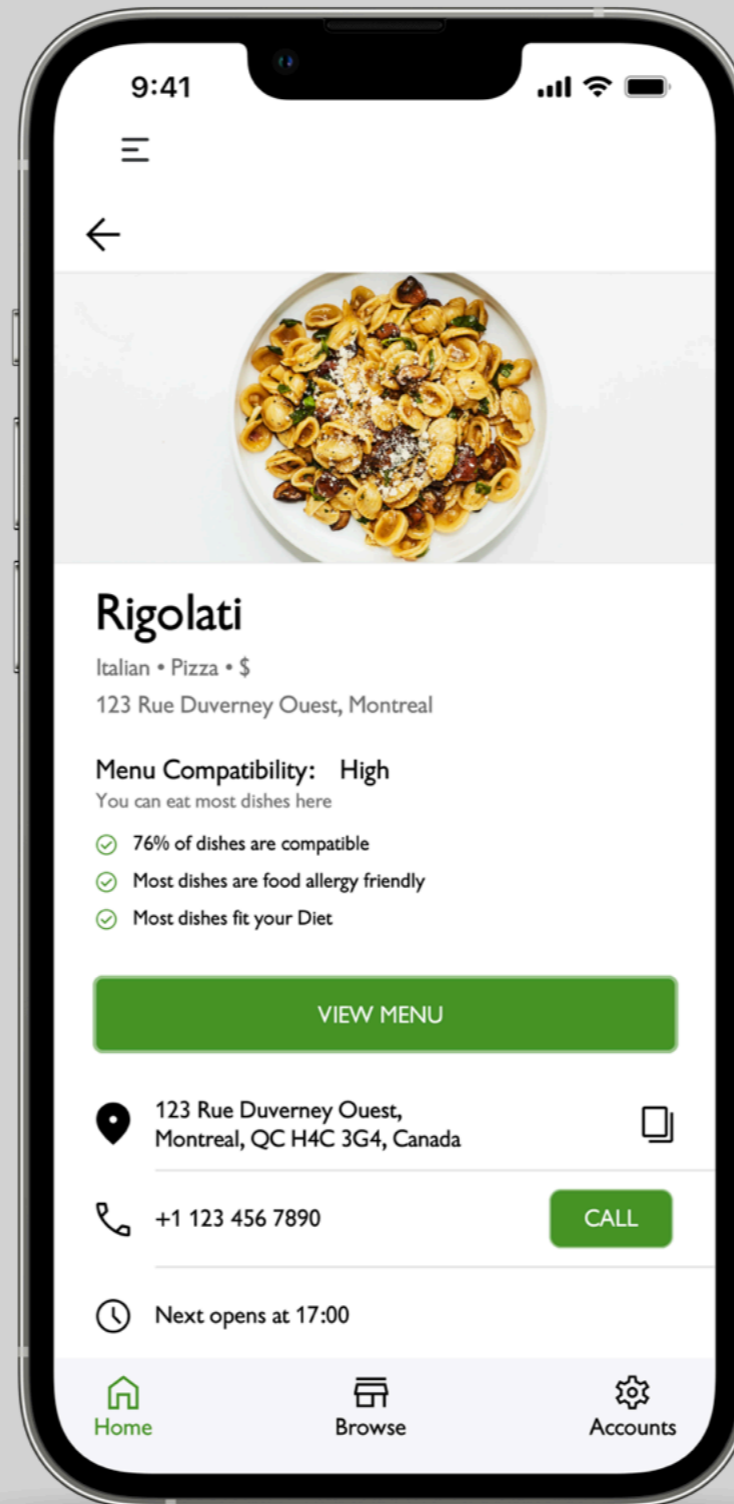 9:41
Rigolati
Italian • Pizza • $
123 Rue Duverney Ouest, Montreal
Menu Compatibility: High
You can eat most dishes here
76% of dishes are compatible
Most dishes are food allergy friendly
Most dishes fit your Diet
VIEW MENU
123 Rue Duverney Ouest,
Montreal, QC H4C 3G4, Canada
+1 123 456 7890 CALL
Next opens at 17:00
Home Browse Accounts